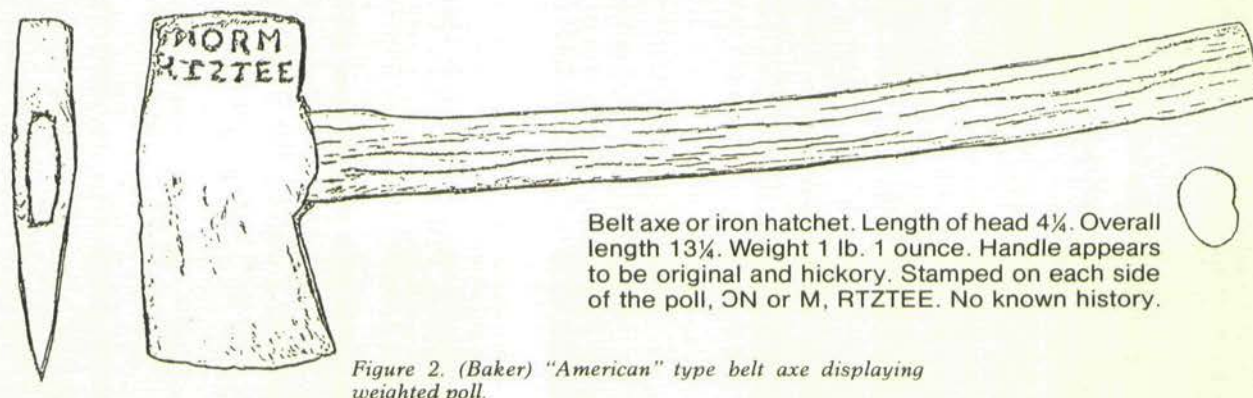 MORM
RTZTEE
Belt axe or iron hatchet. Length of head 4¼. Overall
length 13¼. Weight 1 lb. 1 ounce. Handle appears
to be original and hickory. Stamped on each side
of the poll, ƆN or M, RTZTEE. No known history.
Figure 2. (Baker) "American" type belt axe displaying
weighted poll.